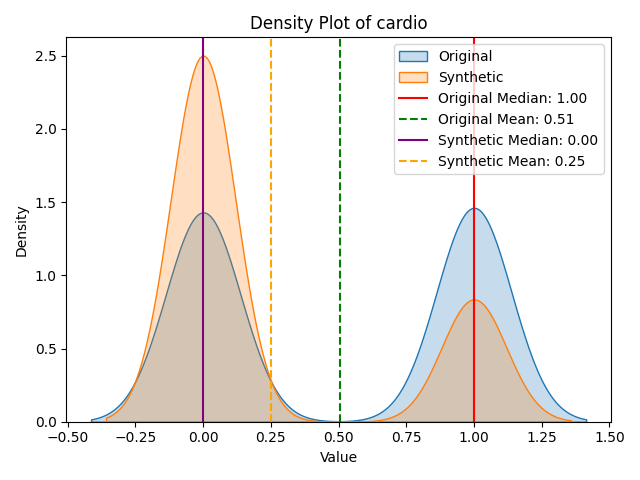 Density Plot of cardio
Original
Synthetic
Original Median: 1.00
Original Mean: 0.51
Synthetic Median: 0.00
Synthetic Mean: 0.25
Density
2.5
2.0
1.5
1.0
0.5
0.0
−0.50 −0.25 0.00 0.25 0.50 0.75 1.00 1.25 1.50
Value